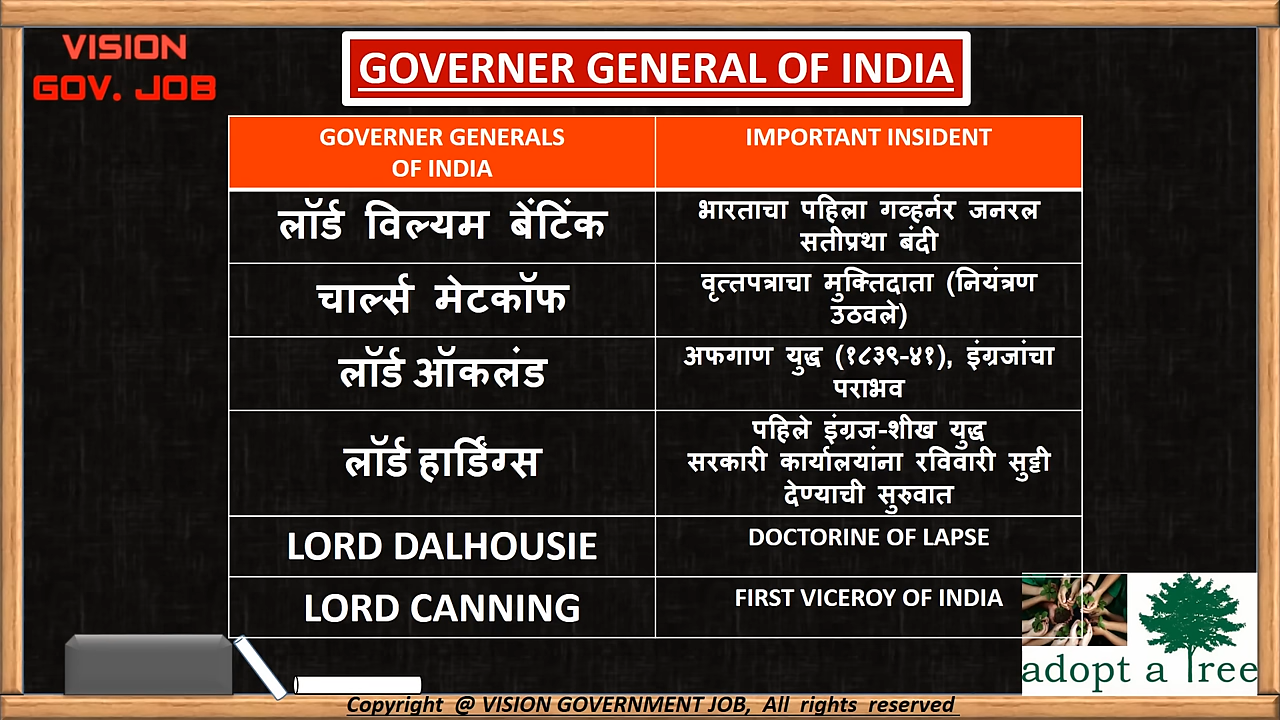 VISION
GOV. JOB
GOVERNER GENERAL OF INDIA
GOVERNER GENERALS
OF INDIA
IMPORTANT INSIDENT
लॉर्ड विल्यम बेंटिंक
भारताचा पहिला गव्हर्नर जनरल
सतीप्रथा बंदी
चार्ल्स मेटकॉफ
वृत्तपत्राचा मुक्तिदाता (नियंत्रण
उठवले)
लॉर्ड ऑकलंड
अफगाण युद्ध (१८३९-४१), इंग्रजांचा
पराभव
लॉर्ड हार्डिंग्स
पहिले इंग्रज-शीख युद्ध
सरकारी कार्यालयांना रविवारी सुट्टी
देण्याची सुरुवात
LORD DALHOUSIE
DOCTORINE OF LAPSE
LORD CANNING
FIRST VICEROY OF INDIA
adopt a Tree
Copyright @ VISION GOVERNMENT JOB, All rights reserved